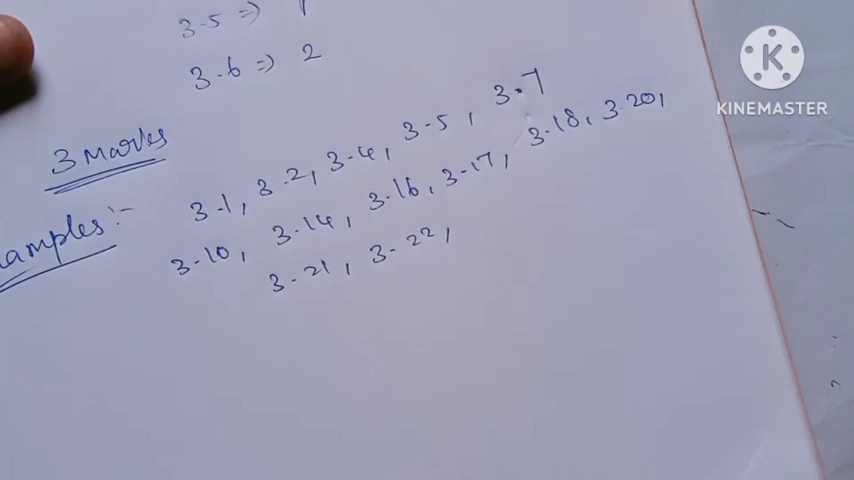 3-5 => 1
3-6 => 2
3 Marks
amples :-
3-1, 3-2, 3-4, 3-5, 3-7
3-10, 3-14, 3-16, 3-17, 3-18, 3-20,
3-21, 3-22,
K
KINEMASTER